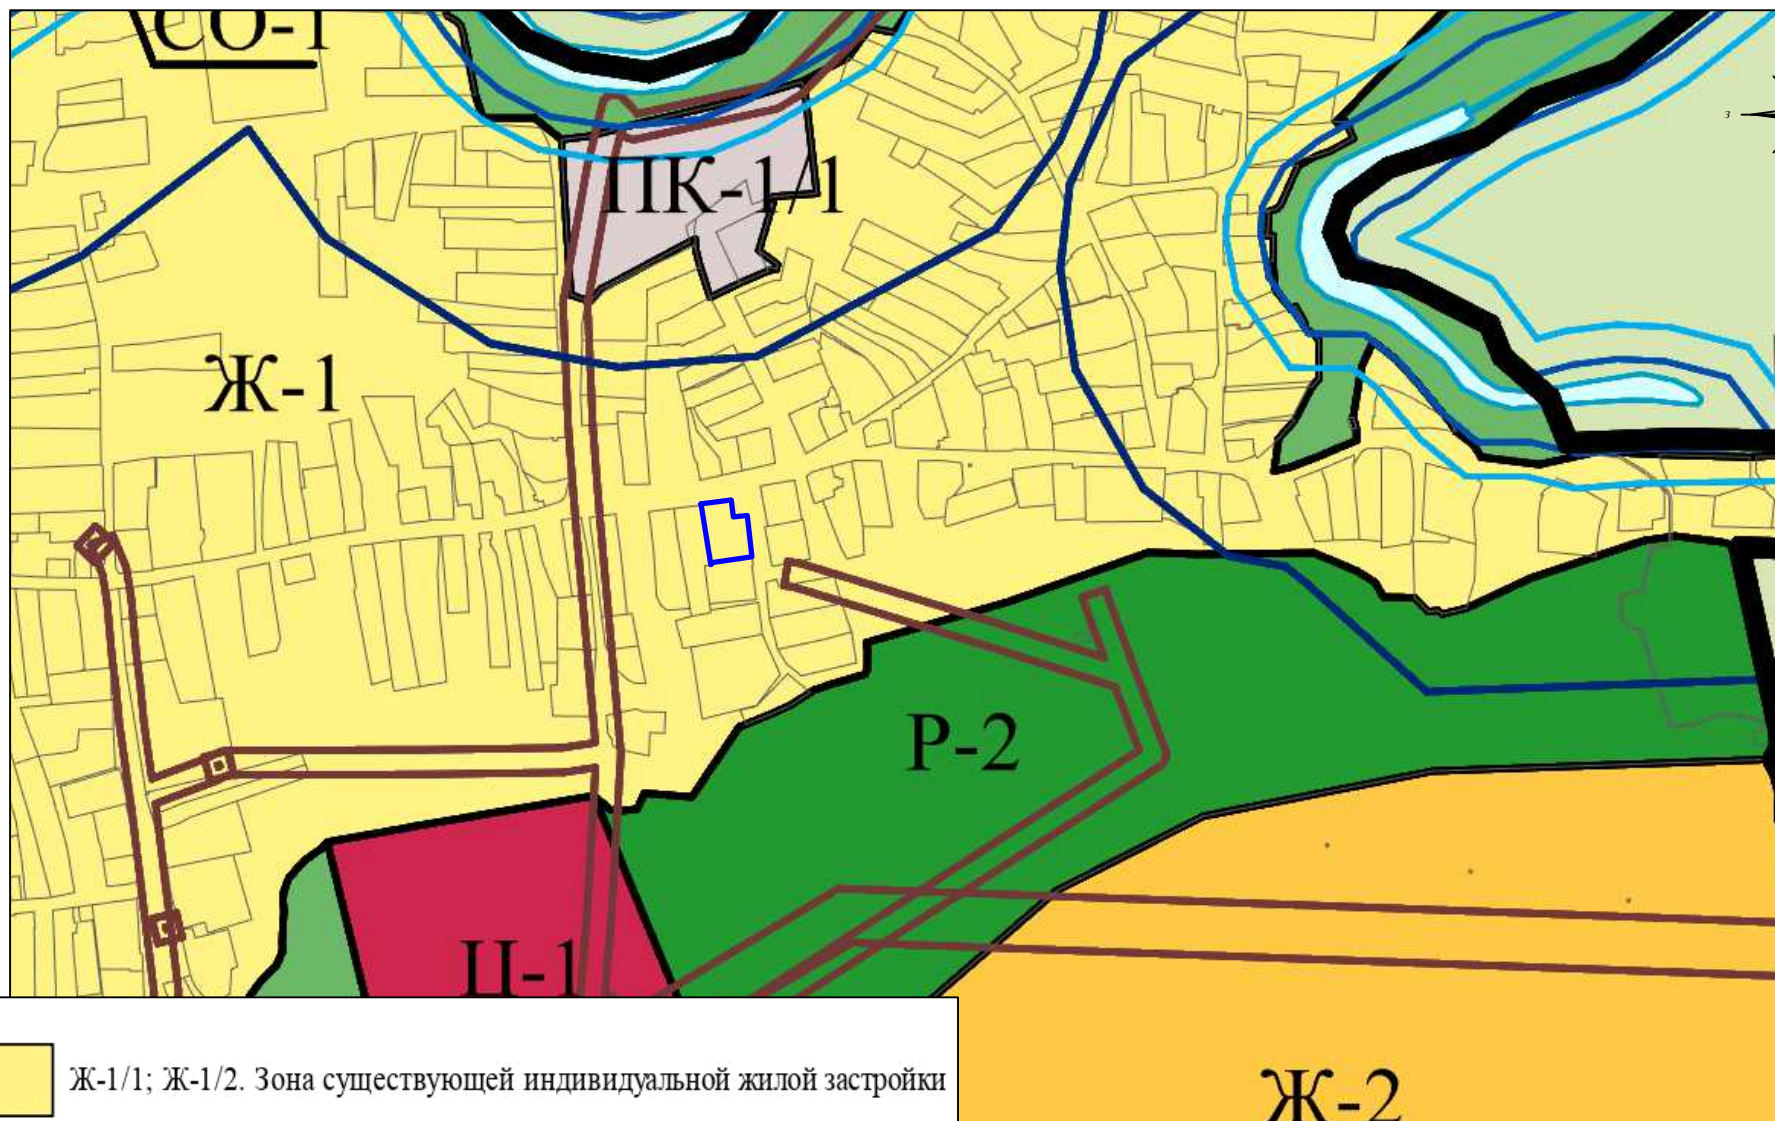 СО-1
З
ПК-1/1
Ж-1
Р-2
Ц-1
Ж-1/1; Ж-1/2. Зона существующей индивидуальной жилой застройки
Ж-2